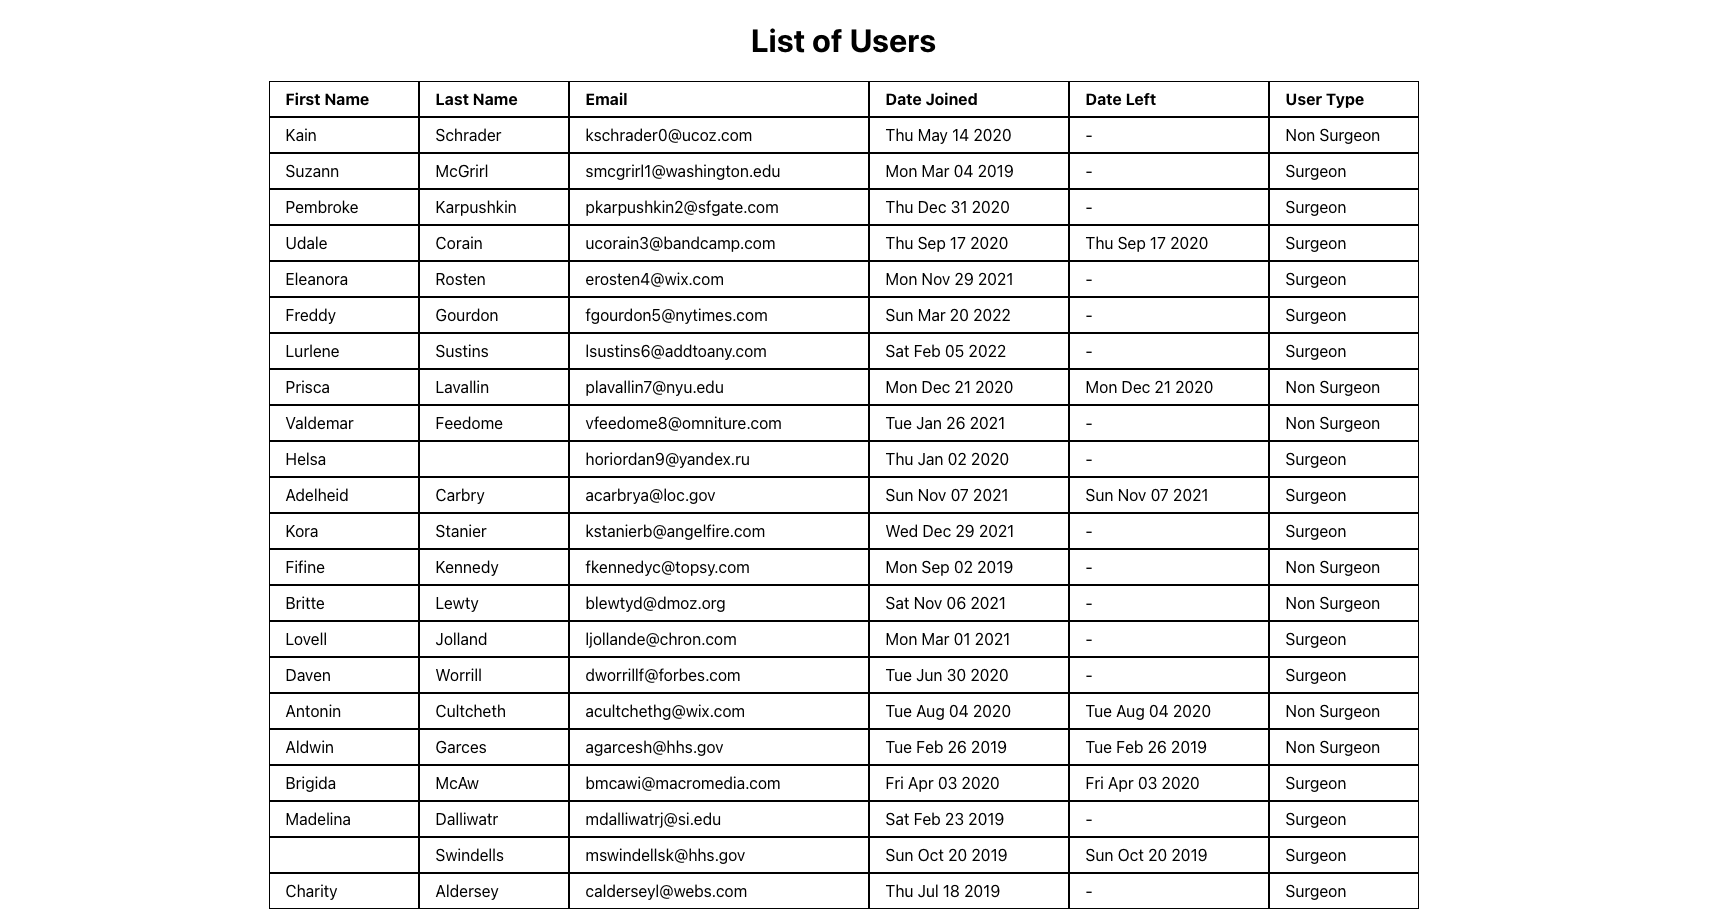 List of Users
First Name Last Name Email Date Joined Date Left User Type
Kain Schrader kschrader0@ucoz.com Thu May 14 2020 - Non Surgeon
Suzann McGrirl smcgrirl1@washington.edu Mon Mar 04 2019 - Surgeon
Pembroke Karpushkin pkarpushkin2@sfgate.com Thu Dec 31 2020 - Surgeon
Udale Corain ucorain3@bandcamp.com Thu Sep 17 2020 Thu Sep 17 2020 Surgeon
Eleanora Rosten erosten4@wix.com Mon Nov 29 2021 - Surgeon
Freddy Gourdon fgourdon5@nytimes.com Sun Mar 20 2022 - Surgeon
Lurlene Sustins lsustins6@addtoany.com Sat Feb 05 2022 - Surgeon
Prisca Lavallin plavallin7@nyu.edu Mon Dec 21 2020 Mon Dec 21 2020 Non Surgeon
Valdemar Feedome vfeedome8@omniture.com Tue Jan 26 2021 - Non Surgeon
Helsa horiordan9@yandex.ru Thu Jan 02 2020 - Surgeon
Adelheid Carbry acarbrya@loc.gov Sun Nov 07 2021 Sun Nov 07 2021 Surgeon
Kora Stanier kstanierb@angelfire.com Wed Dec 29 2021 - Surgeon
Fifine Kennedy fkennedyc@topsy.com Mon Sep 02 2019 - Non Surgeon
Britte Lewty blewtyd@dmoz.org Sat Nov 06 2021 - Non Surgeon
Lovell Jolland ljollande@chron.com Mon Mar 01 2021 - Surgeon
Daven Worrill dworrillf@forbes.com Tue Jun 30 2020 - Surgeon
Antonin Cultcheth acultchethg@wix.com Tue Aug 04 2020 Tue Aug 04 2020 Non Surgeon
Aldwin Garces agarcesh@hhs.gov Tue Feb 26 2019 Tue Feb 26 2019 Non Surgeon
Brigida McAw bmcawi@macromedia.com Fri Apr 03 2020 Fri Apr 03 2020 Surgeon
Madelina Dalliwatr mdalliwatrj@si.edu Sat Feb 23 2019 - Surgeon
Swindells mswindellsk@hhs.gov Sun Oct 20 2019 Sun Oct 20 2019 Surgeon
Charity Aldersey calderseyl@webs.com Thu Jul 18 2019 - Surgeon